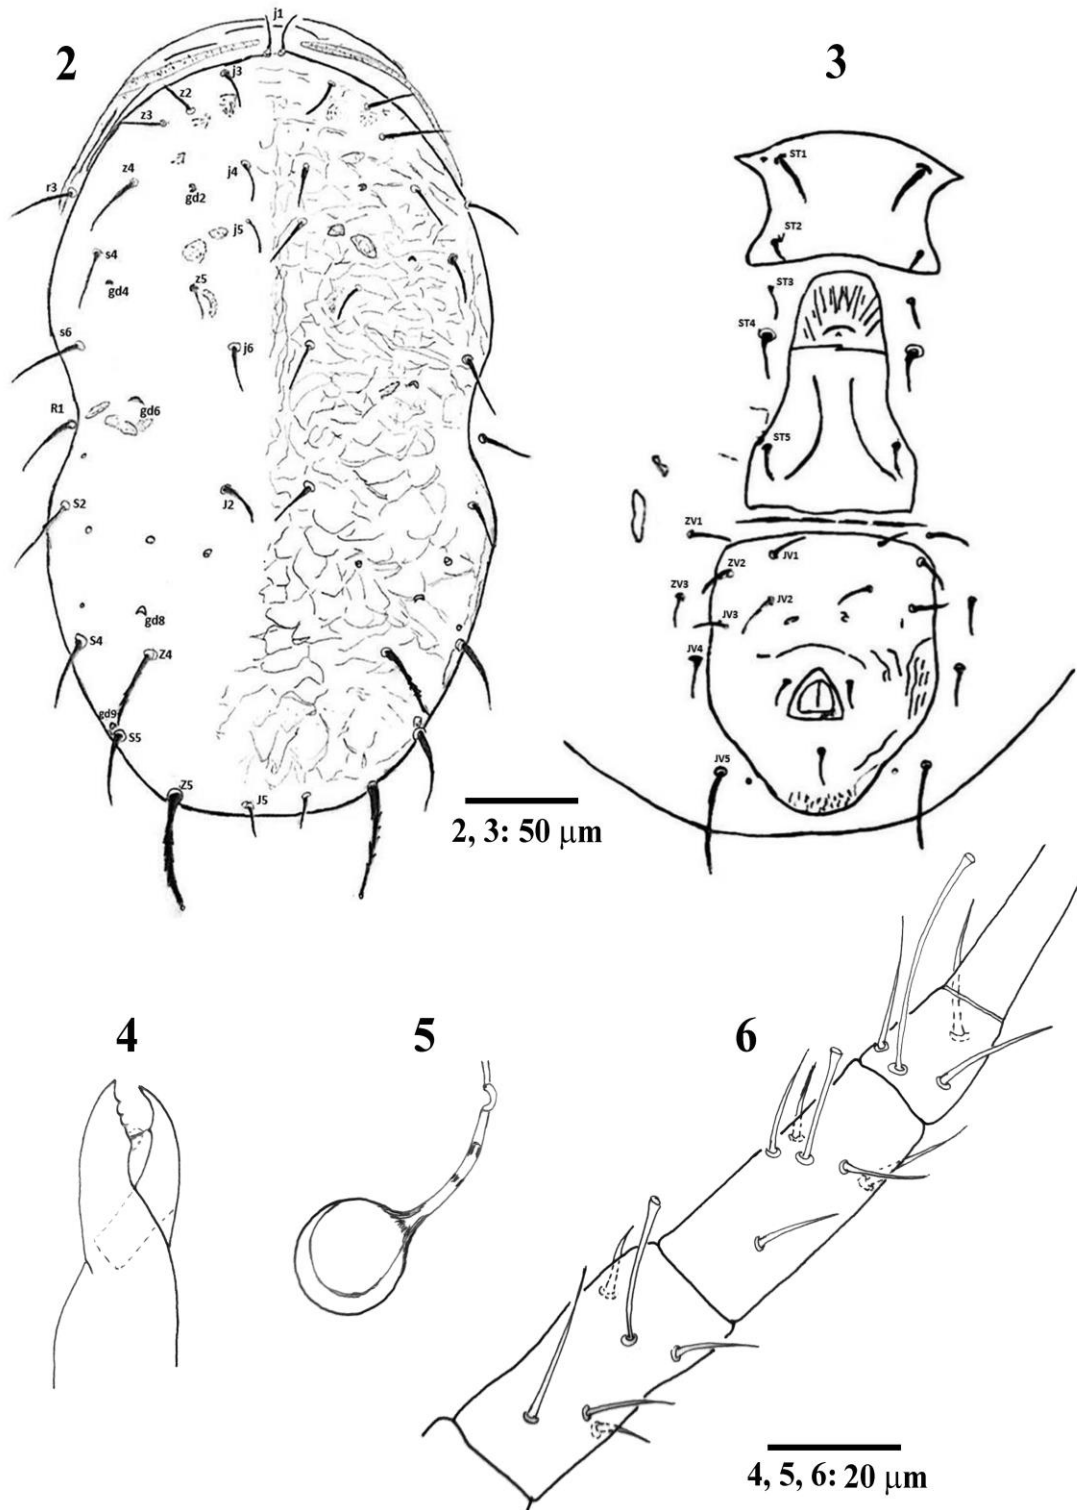 2
j1
j3
z2
z3
r3
z4
j4
gd2
j5
s4
gd4
z5
s6
j6
R1
gd6
S2
J2
gd8
S4
Z4
gd9
S5
Z5
J5
2, 3: 50 μm
3
ST1
ST2
ST3
ST4
ST5
ZV1
JV1
ZV2
ZV3
JV2
JV3
JV4
JV5
4
5
6
4, 5, 6: 20 μm